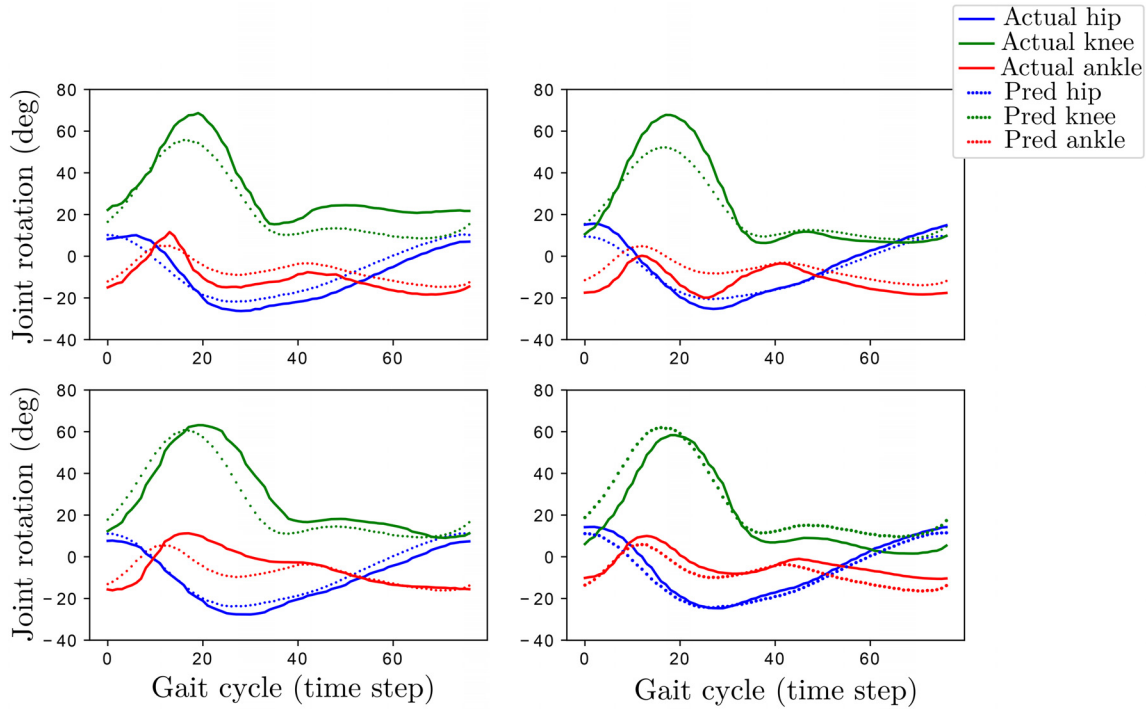 Actual hip
Actual knee
Actual ankle
Pred hip
Pred knee
Pred ankle
Joint rotation (deg)
80
60
40
20
0
−20
−40
0 20 40 60
80
60
40
20
0
−20
−40
0 20 40 60
Joint rotation (deg)
80
60
40
20
0
−20
−40
0 20 40 60
Gait cycle (time step)
80
60
40
20
0
−20
−40
0 20 40 60
Gait cycle (time step)